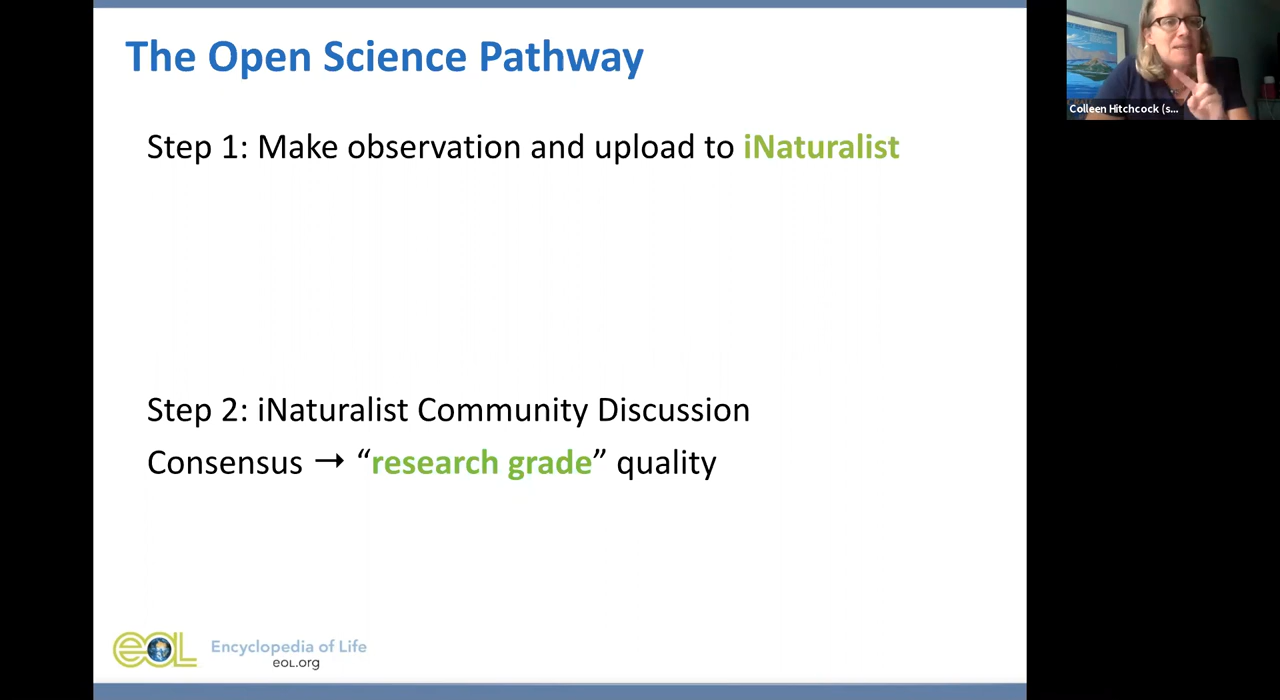 The Open Science Pathway
Colleen Hitchcock (s...
Step 1: Make observation and upload to iNaturalist
Step 2: iNaturalist Community Discussion
Consensus → “research grade” quality
eOL Encyclopedia of Life
eol.org